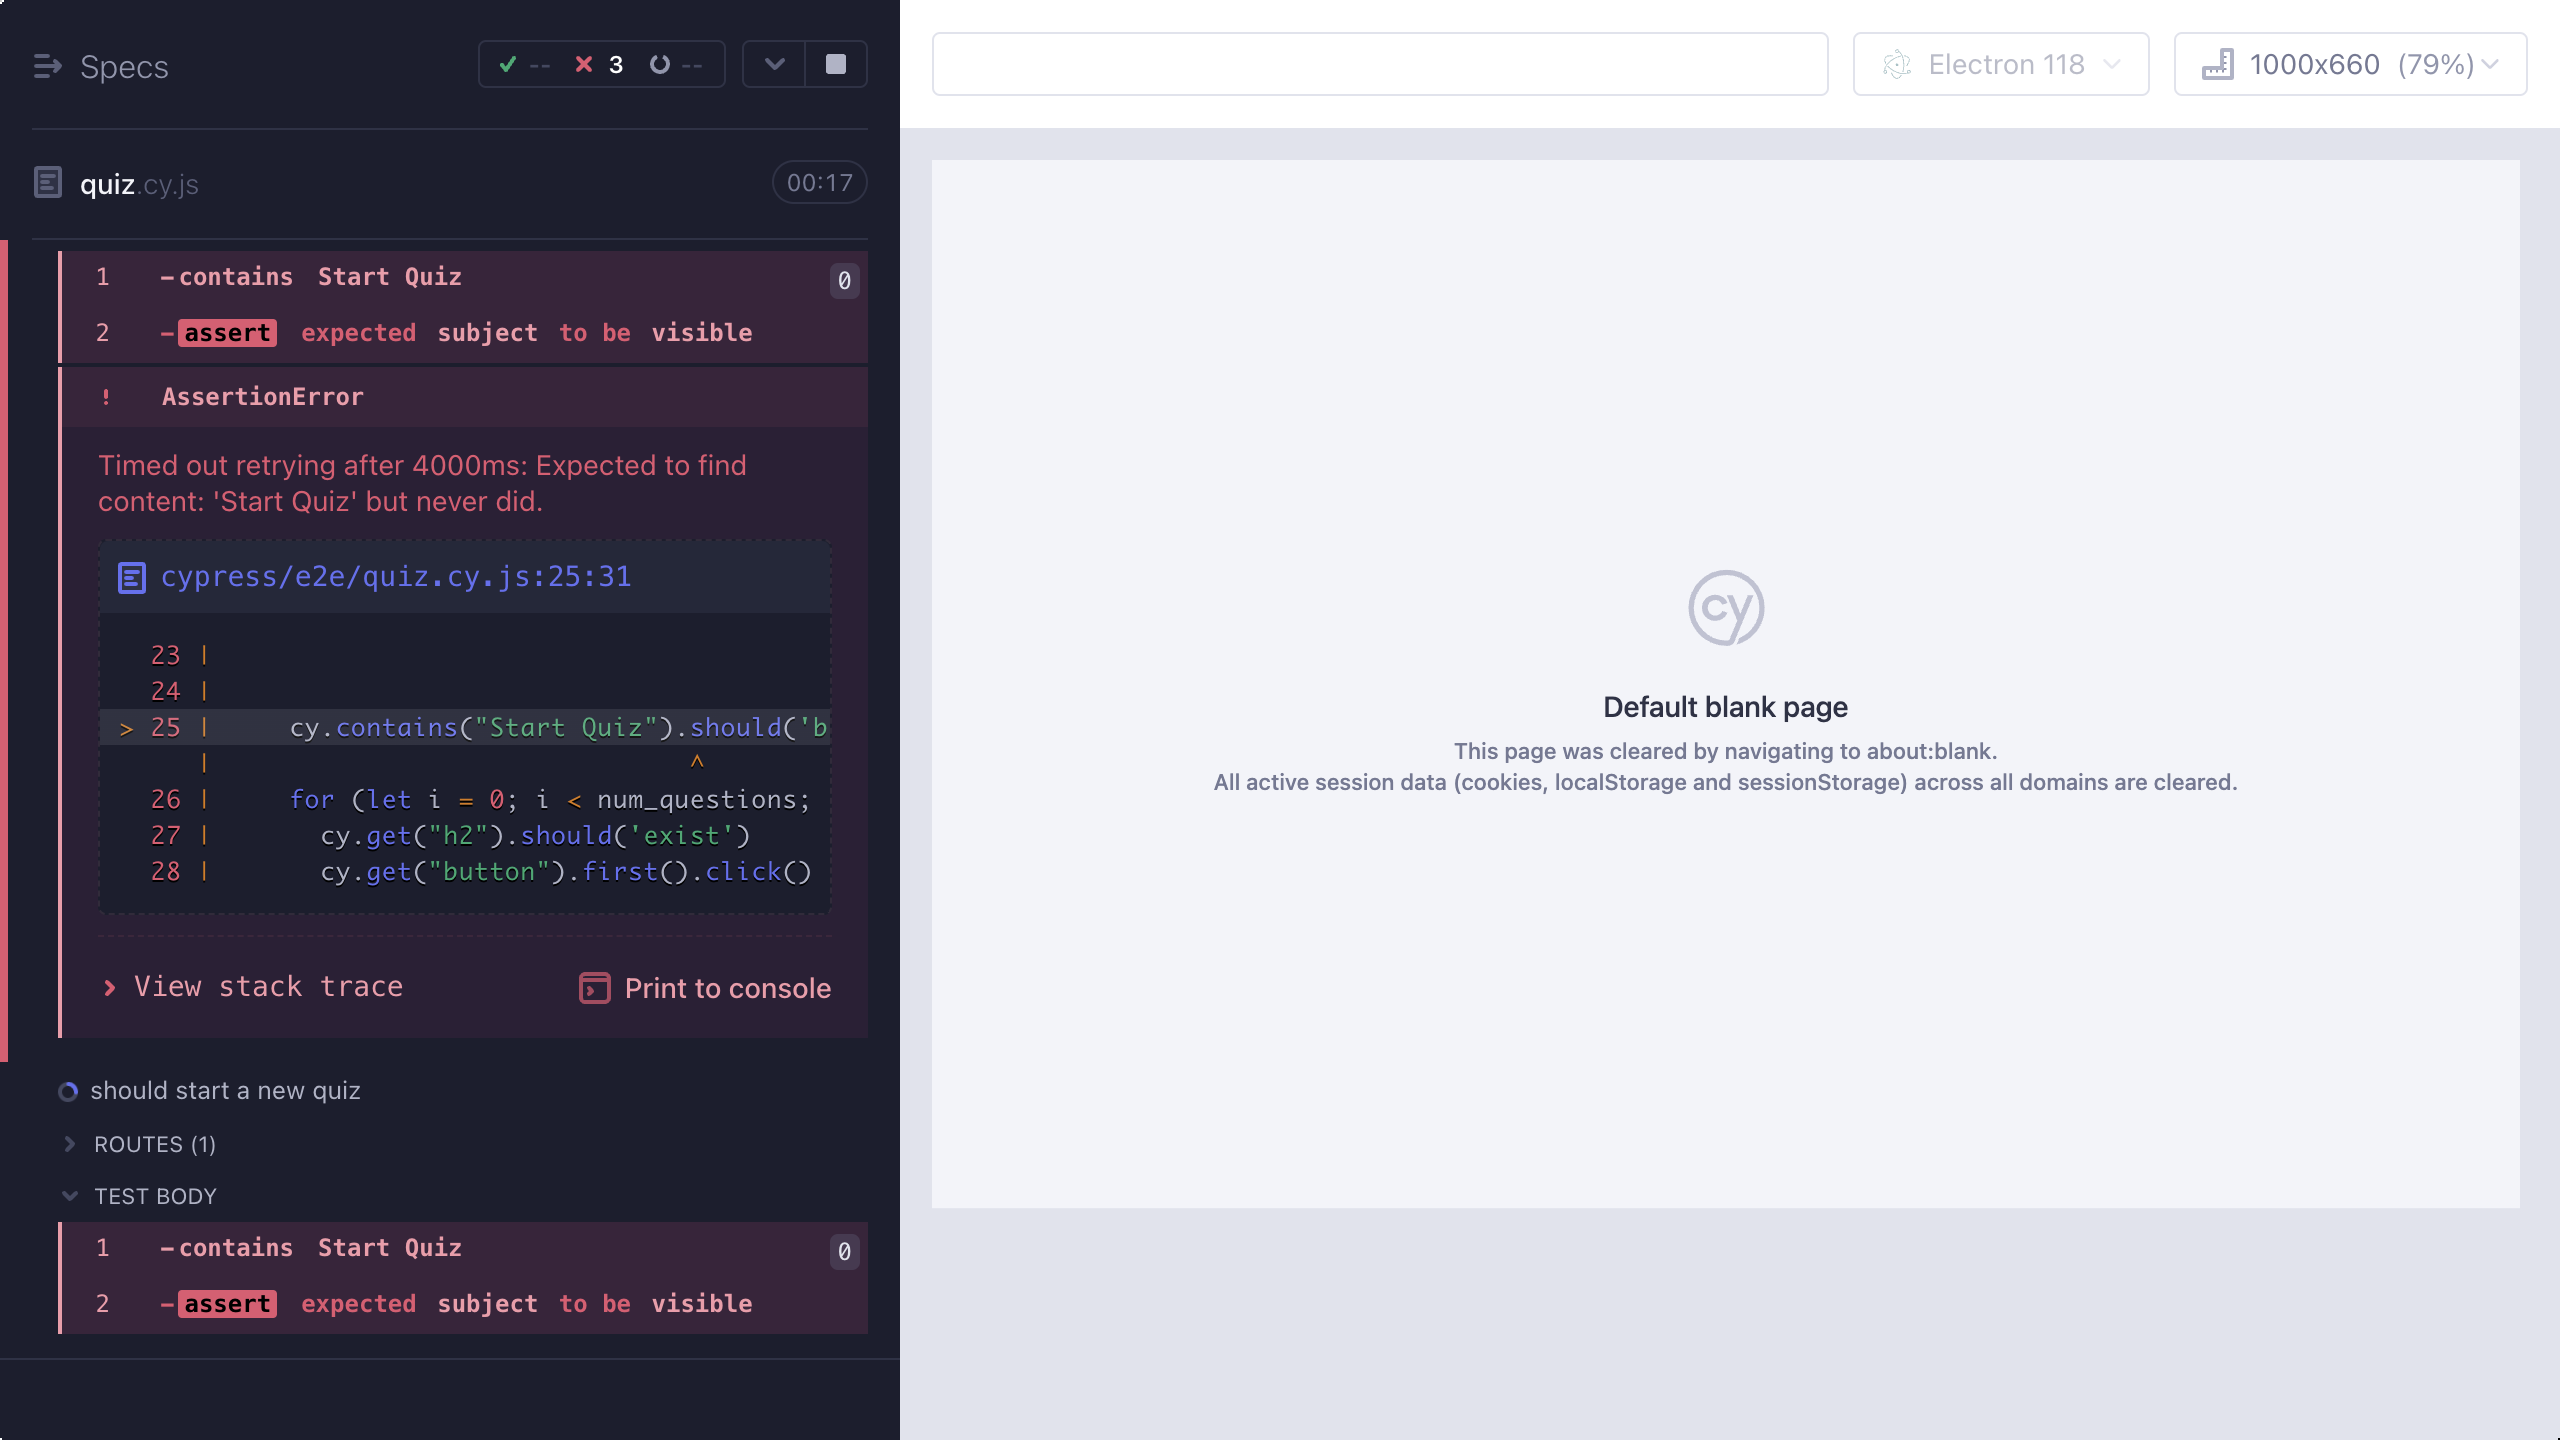 Specs
-- 3 --
quiz.cy.js
00:17
1 -contains Start Quiz 0
2 -assert expected subject to be visible
! AssertionError
Timed out retrying after 4000ms: Expected to find
content: 'Start Quiz' but never did.
cypress/e2e/quiz.cy.js:25:31
23 |
24 |
> 25 | cy.contains("Start Quiz").should('b
| ^
26 | for (let i = 0; i < num_questions;
27 | cy.get("h2").should('exist')
28 | cy.get("button").first().click()
View stack trace
Print to console
should start a new quiz
ROUTES (1)
TEST BODY
1 -contains Start Quiz 0
2 -assert expected subject to be visible
Electron 118
1000x660 (79%)
cy
Default blank page
This page was cleared by navigating to about:blank.
All active session data (cookies, localStorage and sessionStorage) across all domains are cleared.